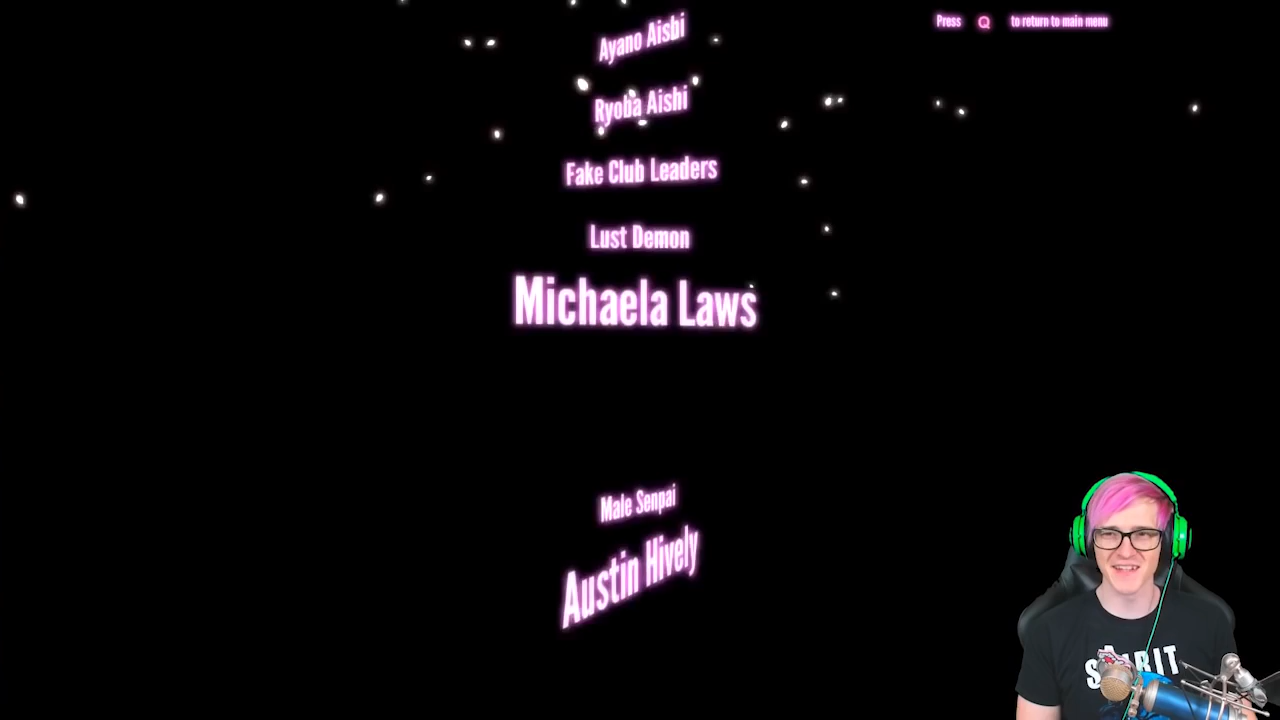 Press Q to return to main menu
Ayano Aishi
Ryoba Aishi
Fake Club Leaders
Lust Demon
Michaela Laws
Male Senpai
Austin Hively